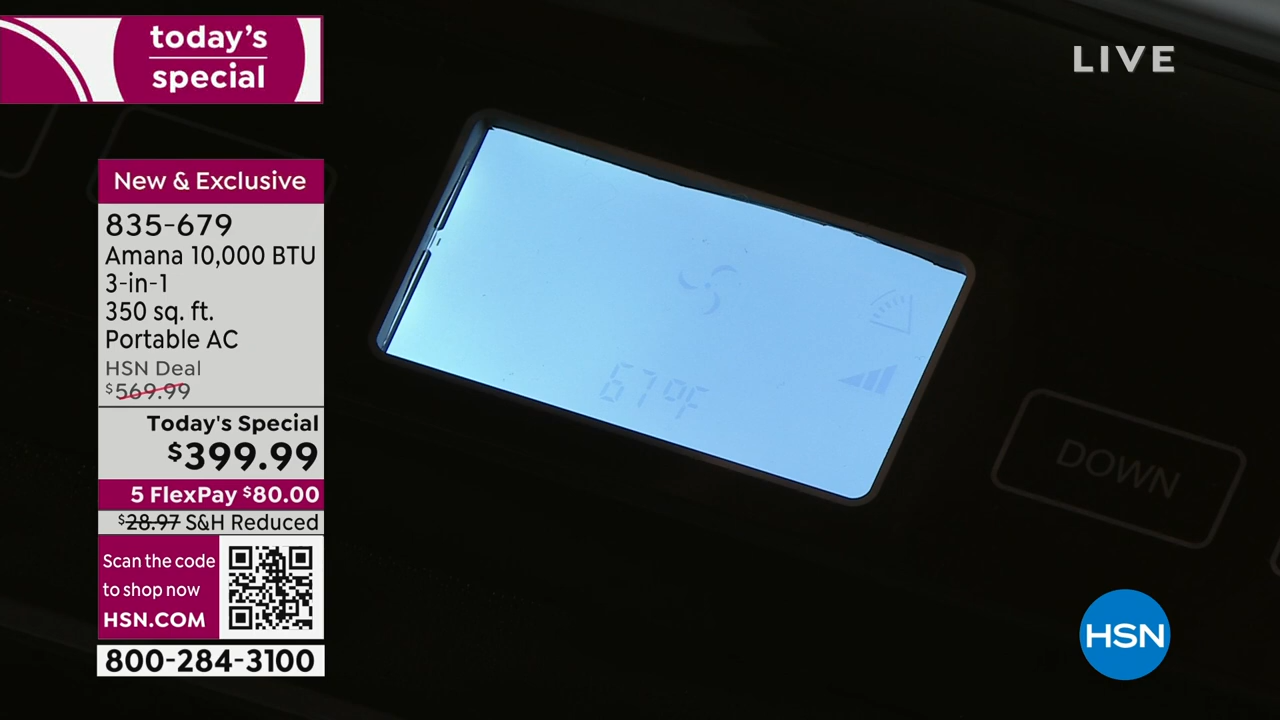 today's
special
LIVE
New & Exclusive
835-679
Amana 10,000 BTU
3-in-1
350 sq. ft.
Portable AC
HSN Deal
$569.99
Today's Special
$399.99
5 FlexPay $80.00
$28.97 S&H Reduced
Scan the code
to shop now
HSN.COM
800-284-3100
67°F
DOWN
HSN